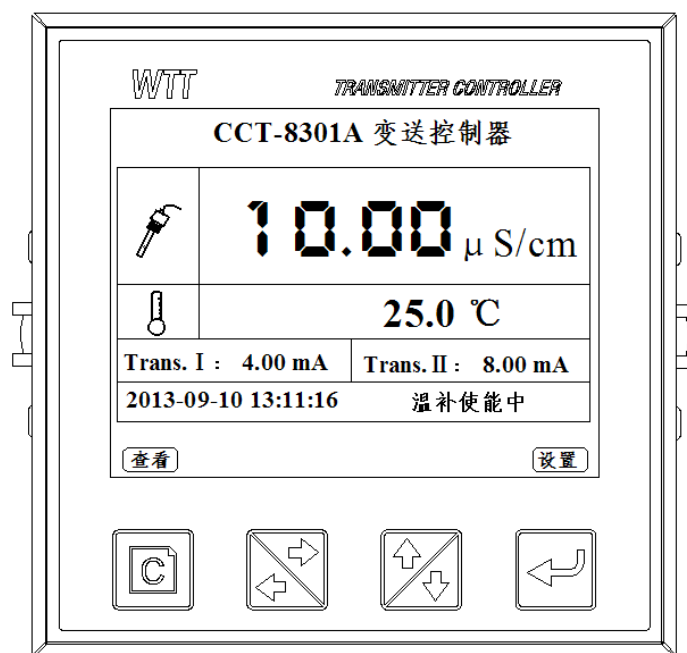 WTT TRANSMITTER CONTROLLER
CCT-8301A 变送控制器
10.00 μS/cm
25.0 ℃
Trans.Ⅰ： 4.00 mA Trans.Ⅱ： 8.00 mA
2013-09-10 13:11:16 温补使能中
查看 设置
C